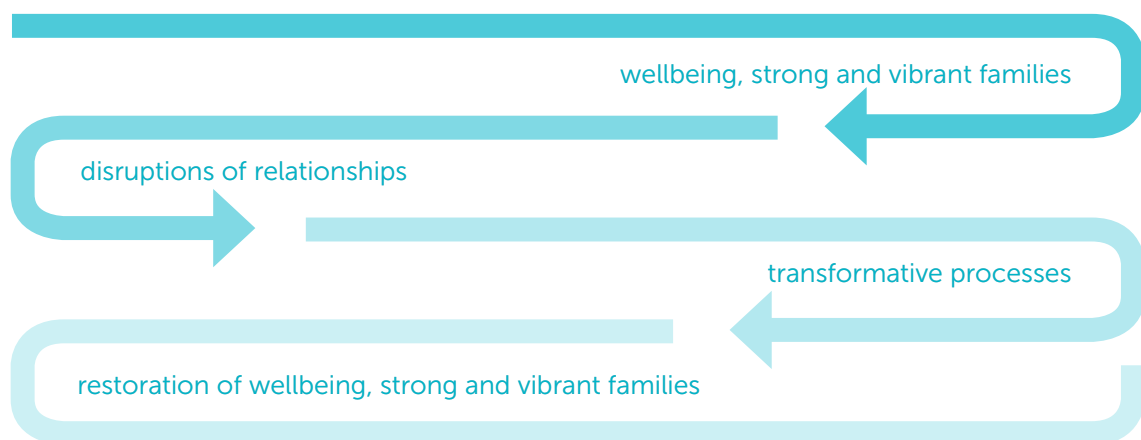 wellbeing, strong and vibrant families
disruptions of relationships
transformative processes
restoration of wellbeing, strong and vibrant families